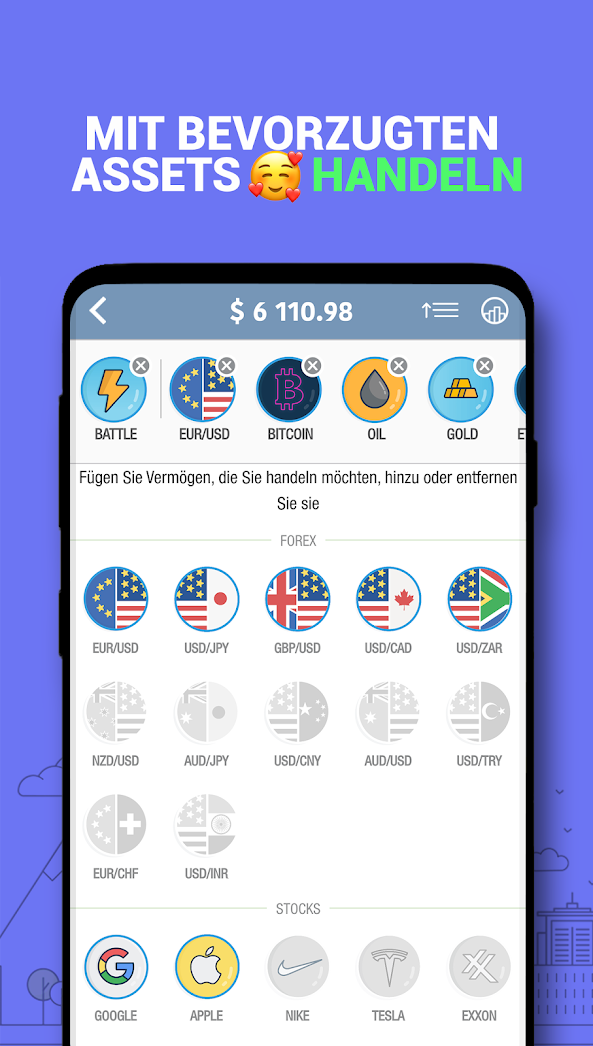 MIT BEVORZUGTEN
ASSETS 🥰 HANDELN
$ 6 110.98
BATTLE EUR/USD BITCOIN OIL GOLD
Fügen Sie Vermögen, die Sie handeln möchten, hinzu oder entfernen
Sie sie
FOREX
EUR/USD USD/JPY GBP/USD USD/CAD USD/ZAR
NZD/USD AUD/JPY USD/CNY AUD/USD USD/TRY
EUR/CHF USD/INR
STOCKS
GOOGLE APPLE NIKE TESLA EXXON